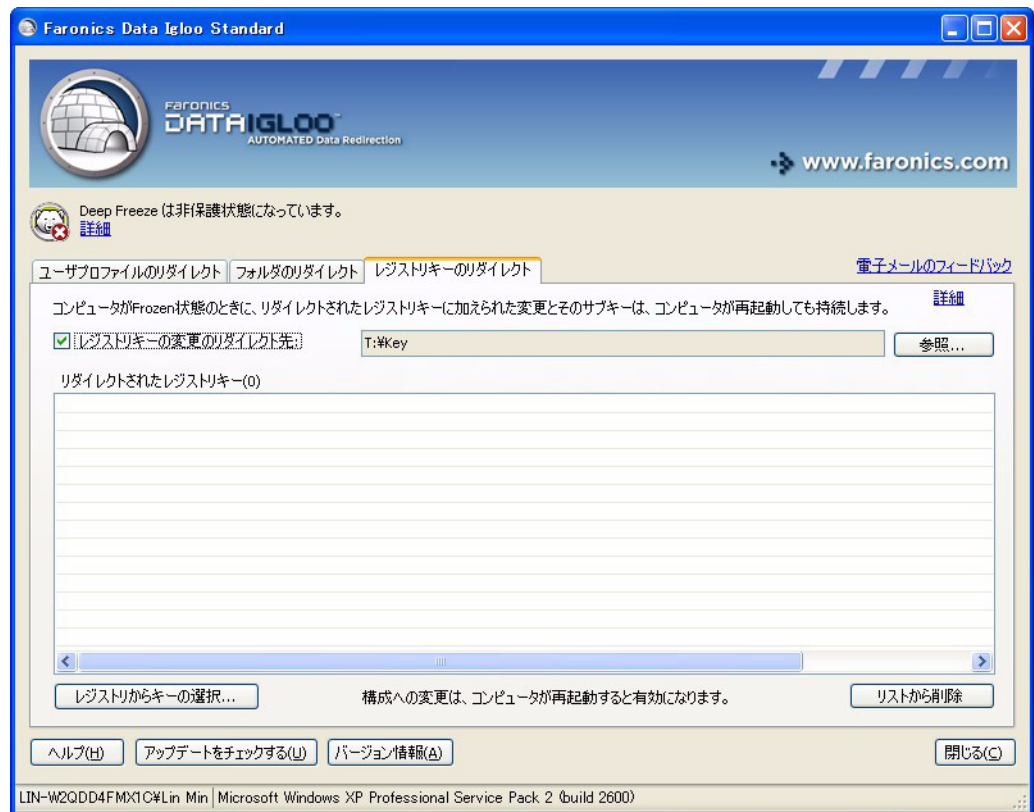 Faronics Data Igloo Standard
Faronics
DATAIGLOO™
AUTOMATED Data Redirection
www.faronics.com
Deep Freeze は非保護状態になっています。
詳細
ユーザプロファイルのリダイレクト フォルダのリダイレクト レジストリキーのリダイレクト
電子メールのフィードバック
コンピュータがFrozen状態のときに、リダイレクトされたレジストリキーに加えられた変更とそのサブキーは、コンピュータが再起動しても持続します。
詳細
レジストリキーの変更のリダイレクト先: T:¥Key 参照...
リダイレクトされたレジストリキー(0)
レジストリからキーの選択... 構成への変更は、コンピュータが再起動すると有効になります。 リストから削除
ヘルプ(H) アップデートをチェックする(U) バージョン情報(A) 閉じる(C)
LIN-W2QDD4FMX1C¥Lin Min Microsoft Windows XP Professional Service Pack 2 (build 2600)